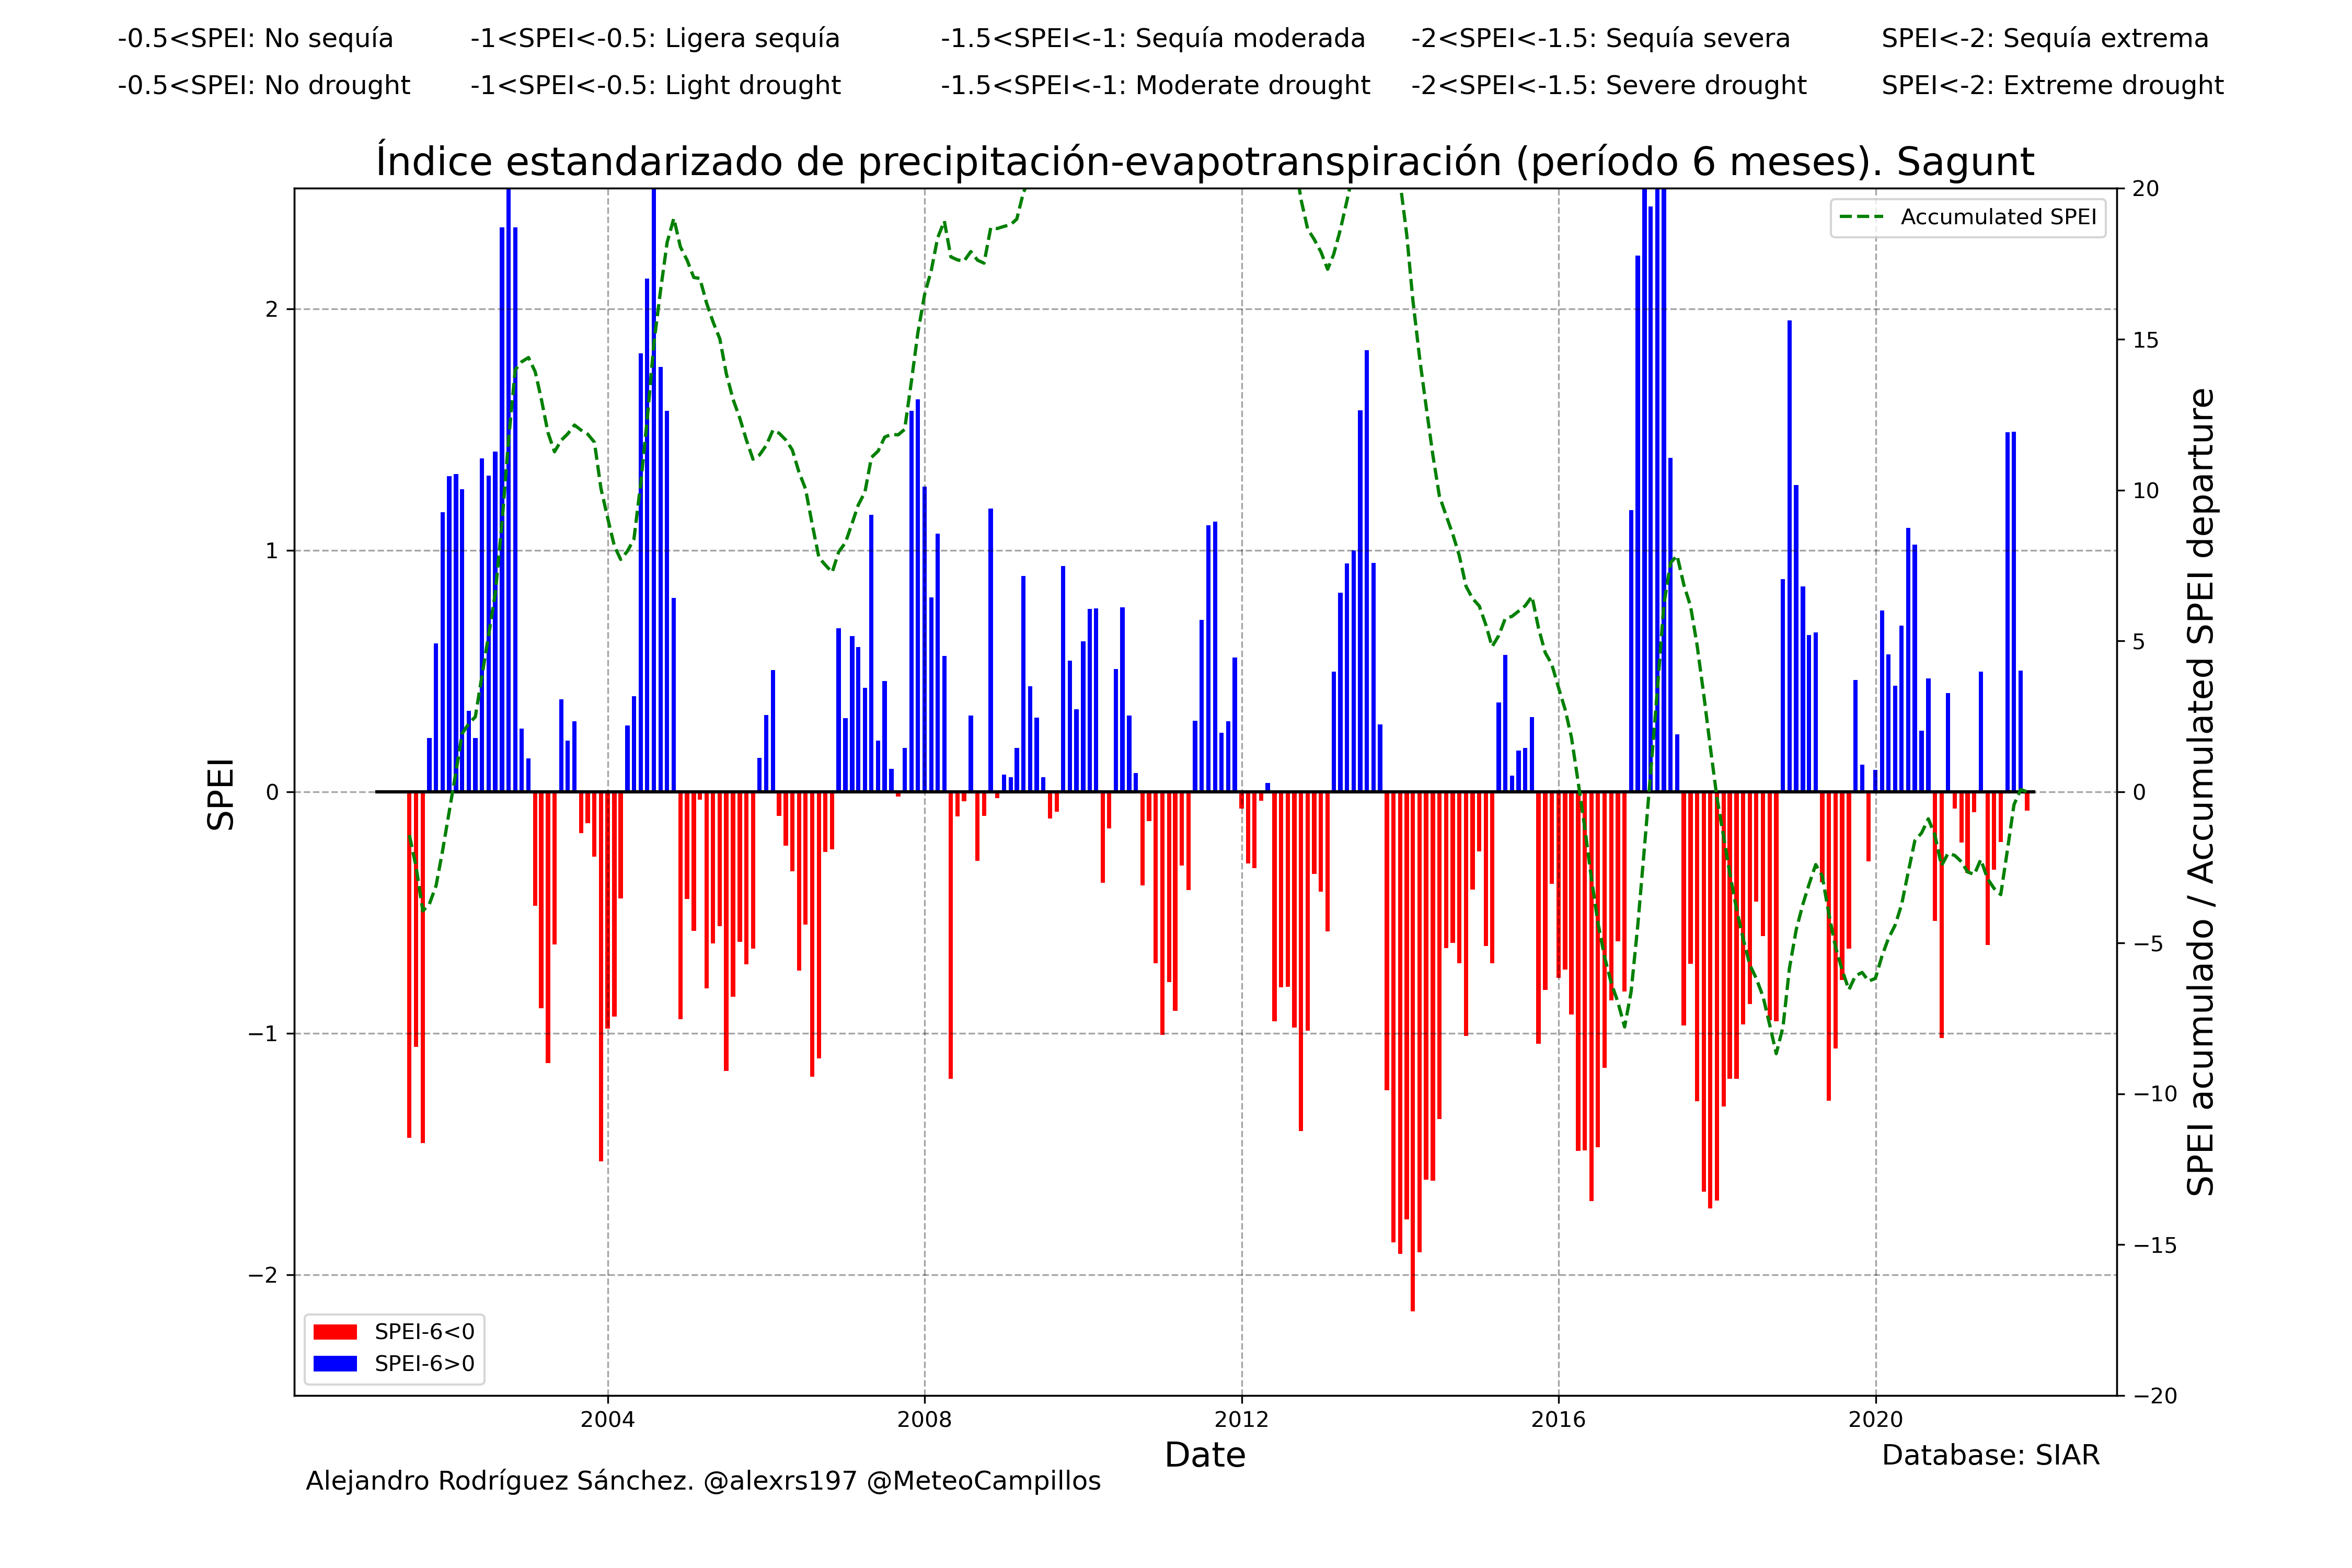 -0.5<SPEI: No sequía
-1<SPEI<-0.5: Ligera sequía
-1.5<SPEI<-1: Sequía moderada
-2<SPEI<-1.5: Sequía severa
SPEI<-2: Sequía extrema
-0.5<SPEI: No drought
-1<SPEI<-0.5: Light drought
-1.5<SPEI<-1: Moderate drought
-2<SPEI<-1.5: Severe drought
SPEI<-2: Extreme drought
Índice estandarizado de precipitación-evapotranspiración (período 6 meses). Sagunt
Accumulated SPEI
SPEI
2
1
0
−1
−2
20
15
10
5
0
−5
−10
−15
−20
SPEI acumulado / Accumulated SPEI departure
SPEI-6<0
SPEI-6>0
2004
2008
2012
2016
2020
Date
Database: SIAR
Alejandro Rodríguez Sánchez. @alexrs197 @MeteoCampillos